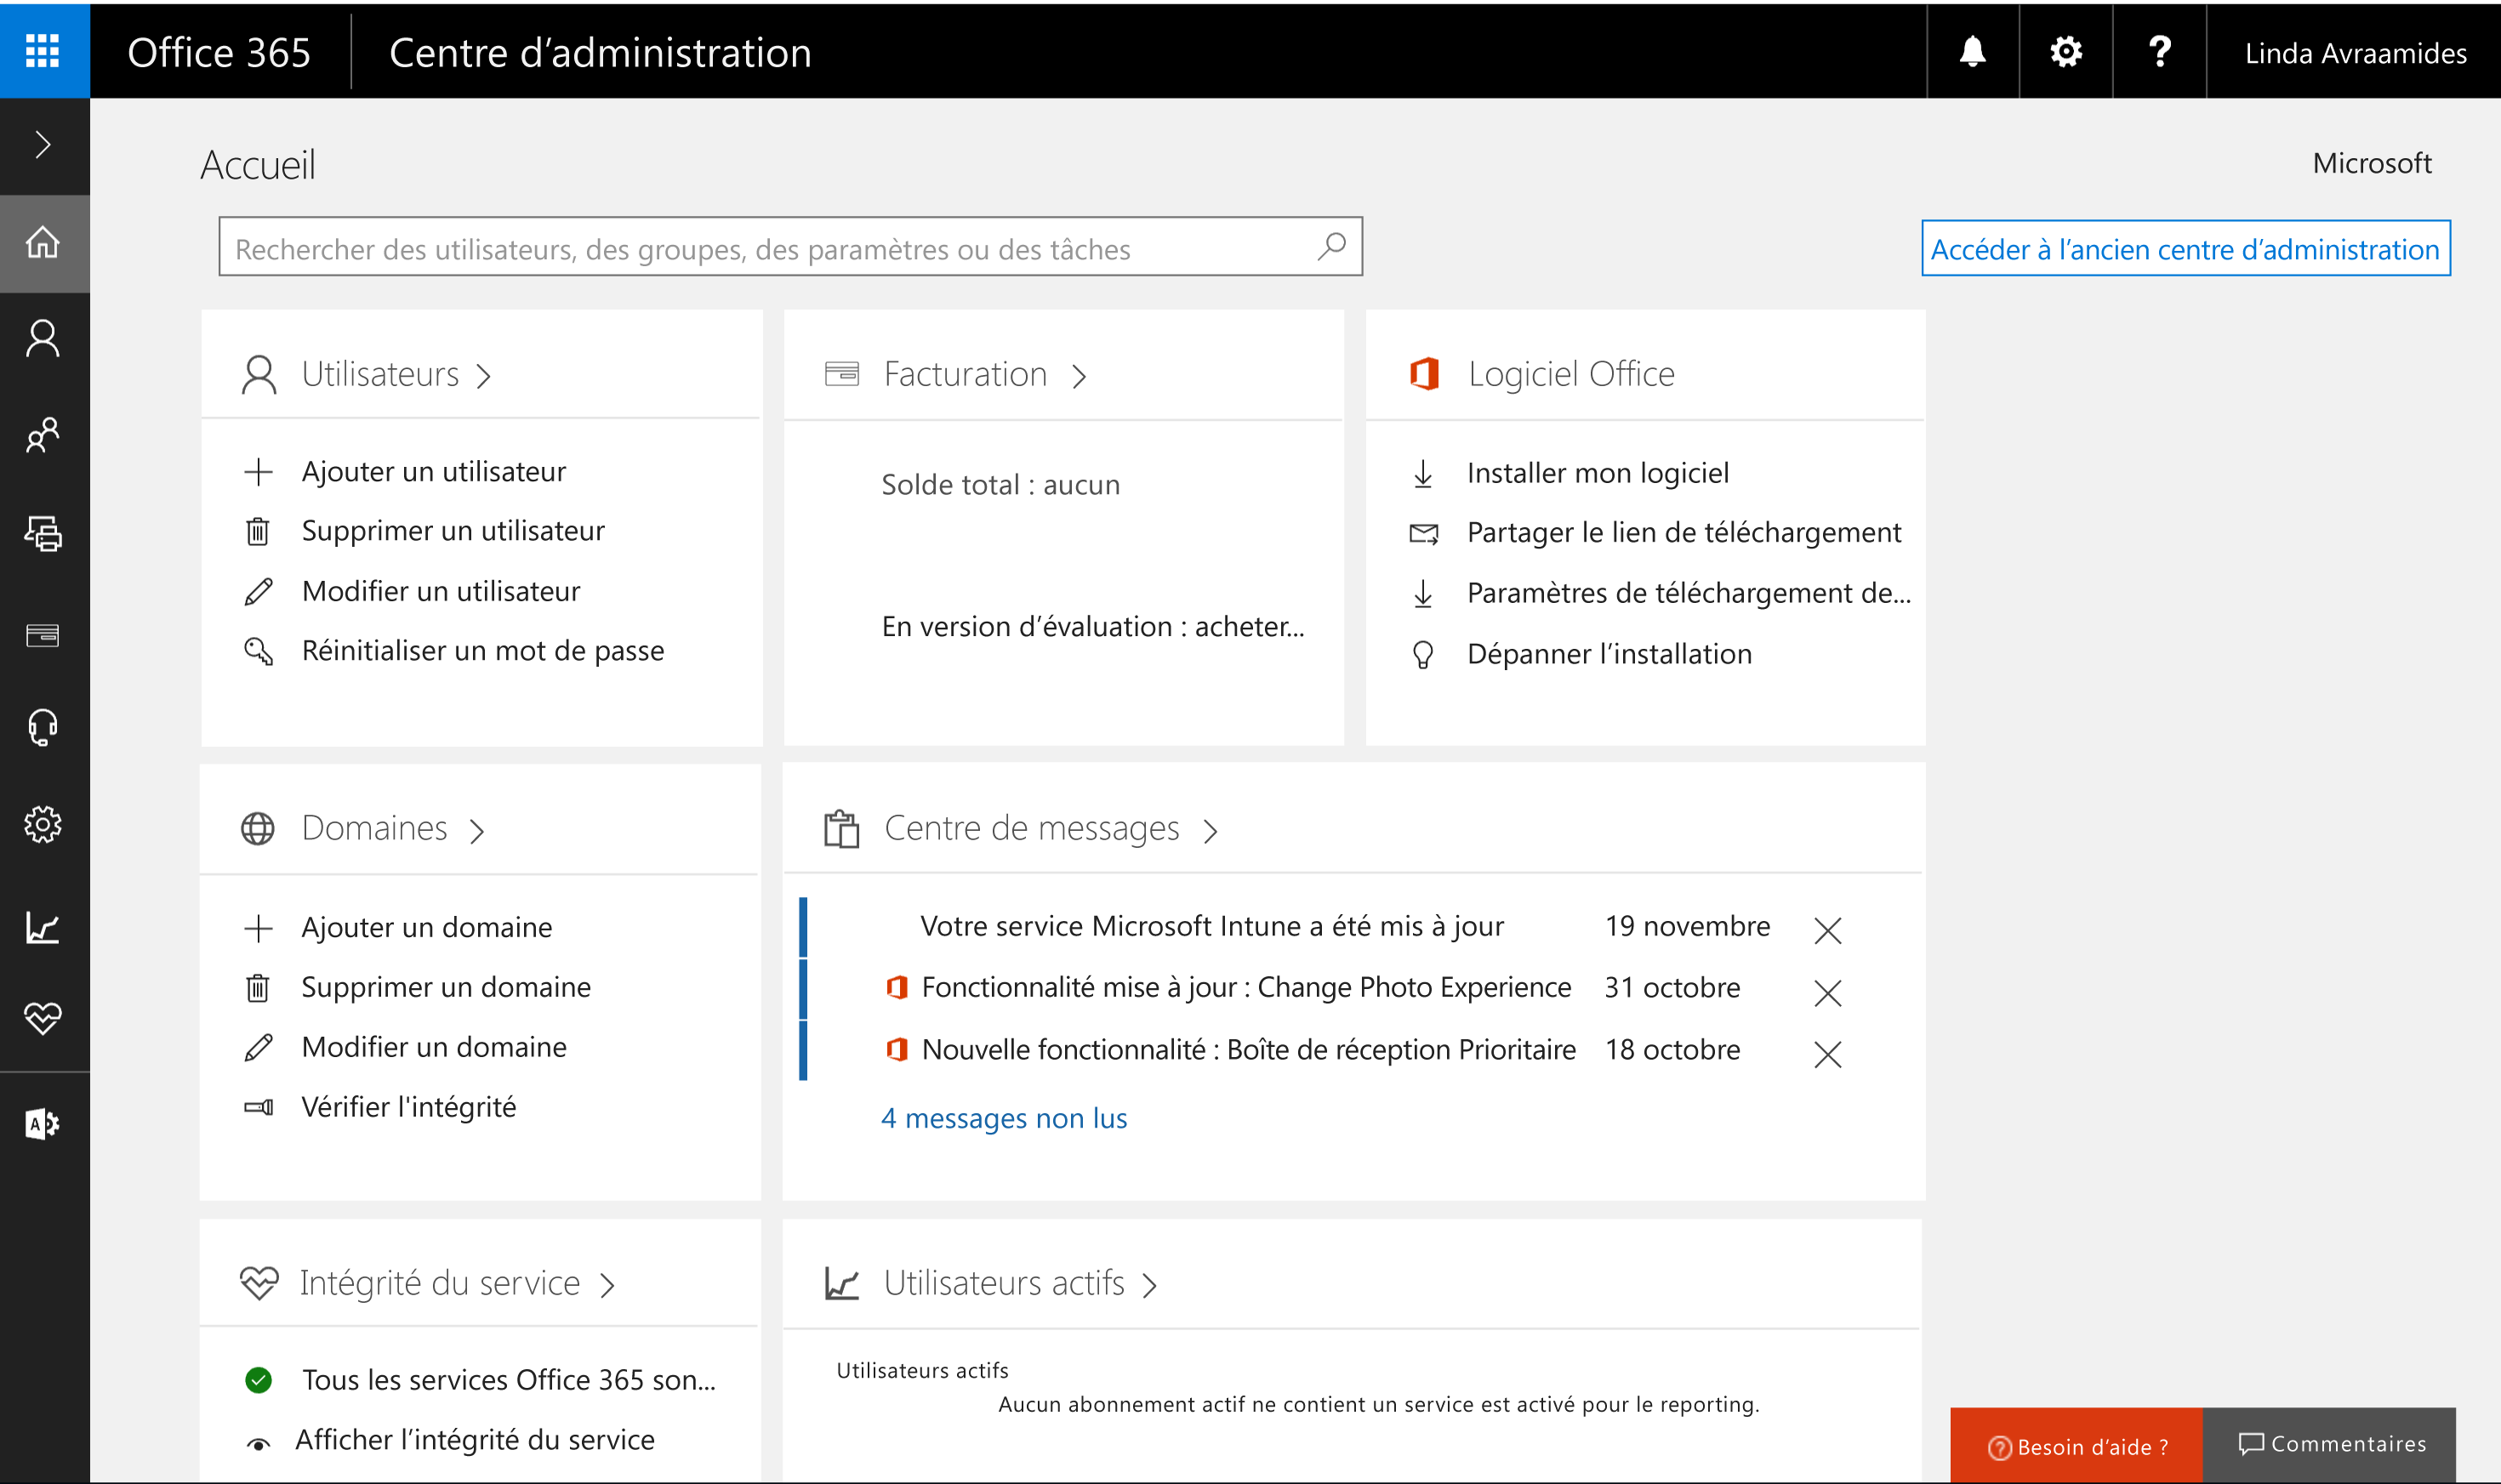 Office 365
Centre d’administration
Linda Avraamides
Accueil
Microsoft
Rechercher des utilisateurs, des groupes, des paramètres ou des tâches
Accéder à l’ancien centre d’administration
Utilisateurs
Ajouter un utilisateur
Supprimer un utilisateur
Modifier un utilisateur
Réinitialiser un mot de passe
Facturation
Solde total : aucun
En version d’évaluation : acheter...
Logiciel Office
Installer mon logiciel
Partager le lien de téléchargement
Paramètres de téléchargement de...
Dépanner l’installation
Domaines
Ajouter un domaine
Supprimer un domaine
Modifier un domaine
Vérifier l'intégrité
Centre de messages
Votre service Microsoft Intune a été mis à jour 19 novembre
Fonctionnalité mise à jour : Change Photo Experience 31 octobre
Nouvelle fonctionnalité : Boîte de réception Prioritaire 18 octobre
4 messages non lus
Intégrité du service
Tous les services Office 365 son...
Afficher l’intégrité du service
Utilisateurs actifs
Utilisateurs actifs
Aucun abonnement actif ne contient un service est activé pour le reporting.
Besoin d’aide ?
Commentaires